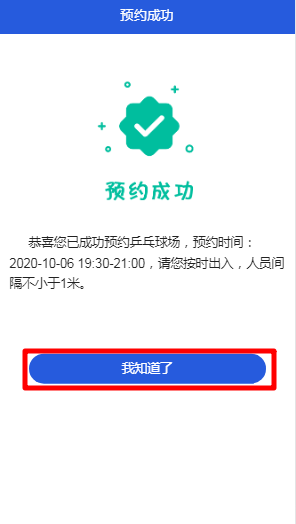 预约成功
预约成功
恭喜您已成功预约乒乓球场，预约时间：
2020-10-06 19:30-21:00，请您按时出入，人员间
隔不小于1米。
我知道了